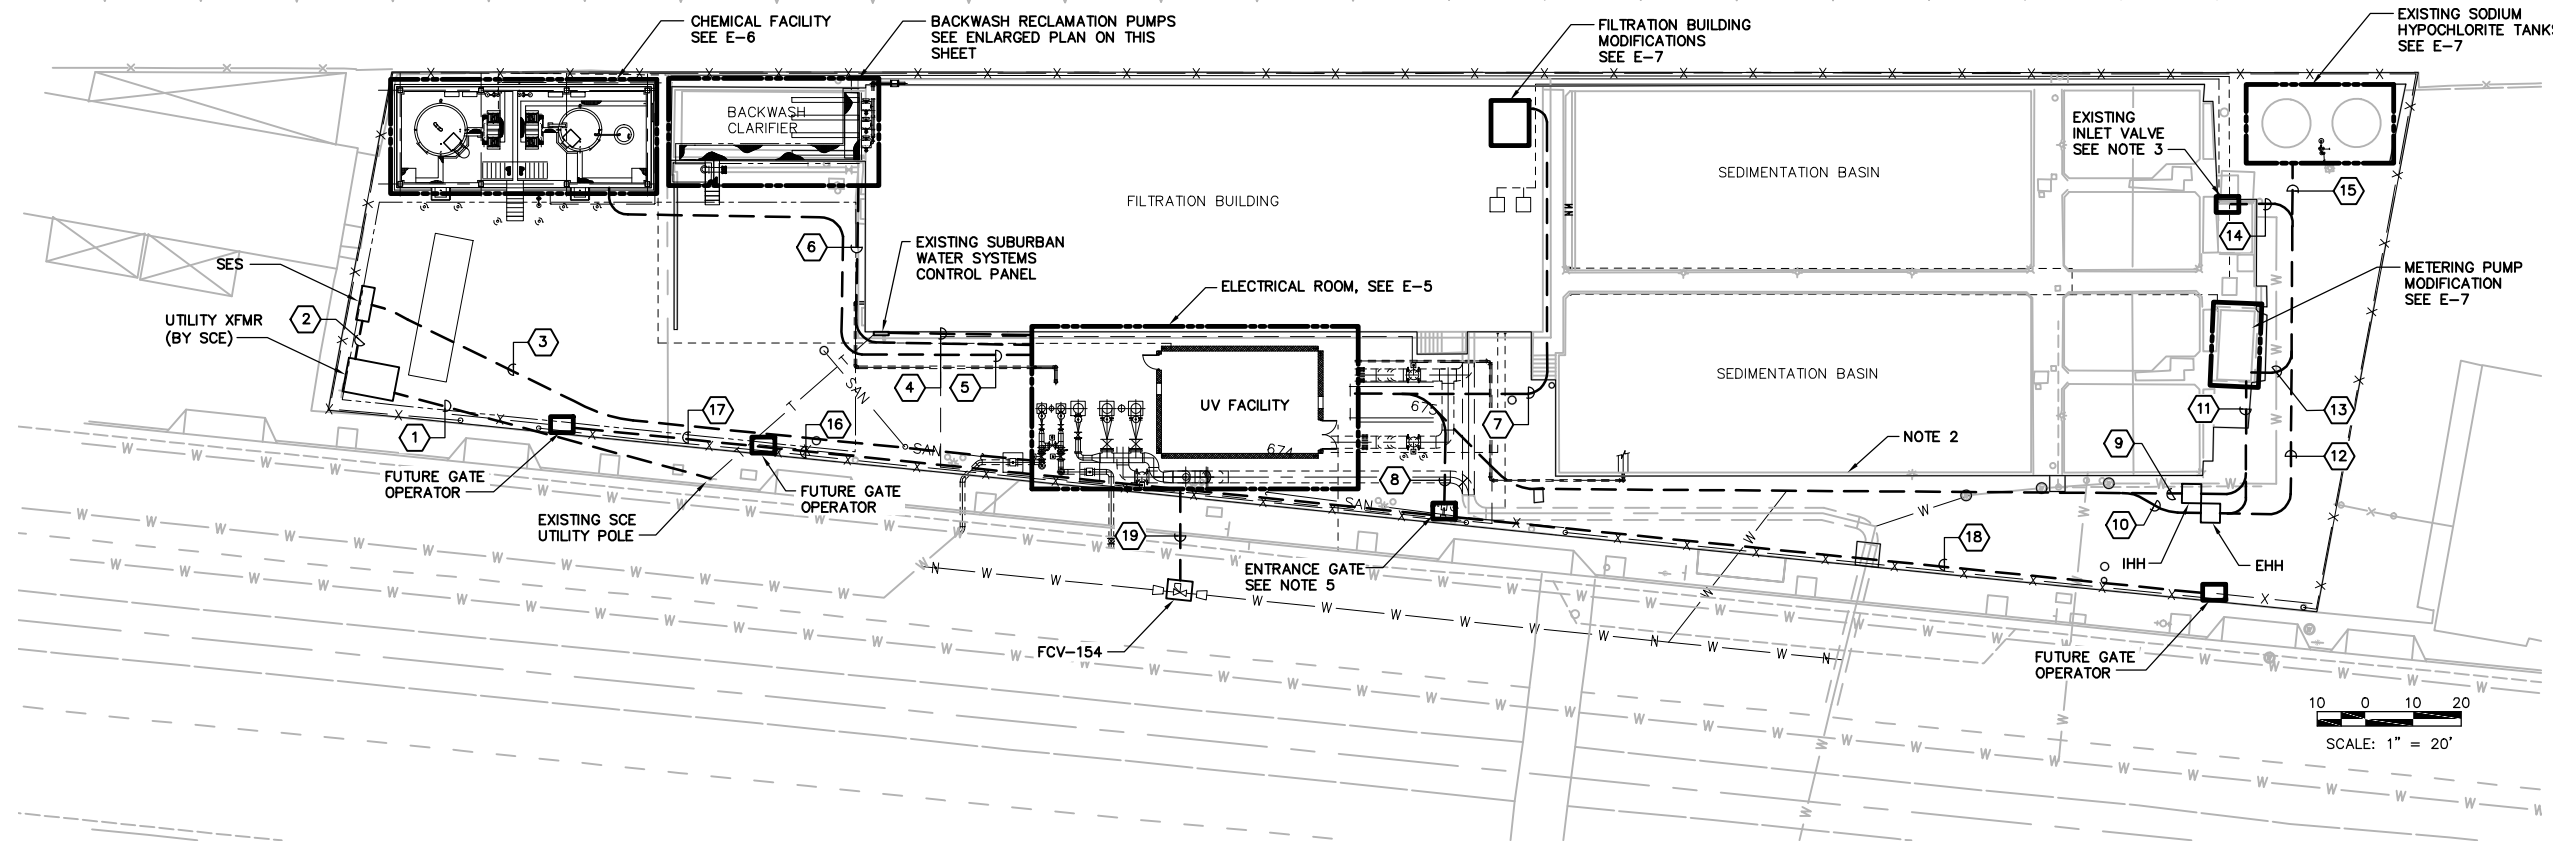 CHEMICAL FACILITY
SEE E-6
BACKWASH RECLAMATION PUMPS
SEE ENLARGED PLAN ON THIS
SHEET
FILTRATION BUILDING
MODIFICATIONS
SEE E-7
EXISTING SODIUM
HYPOCHLORITE TANKS
SEE E-7
BACKWASH
CLARIFIER
EXISTING
INLET VALVE
SEE NOTE 3
SEDIMENTATION BASIN
FILTRATION BUILDING
15
14
6
EXISTING SUBURBAN
WATER SYSTEMS
CONTROL PANEL
SES
UTILITY XFMR
(BY SCE)
2
3
ELECTRICAL ROOM, SEE E-5
METERING PUMP
MODIFICATION
SEE E-7
4
5
SEDIMENTATION BASIN
UV FACILITY
T
T
SAN
SAN
675
674
17
16
1
7
11
13
9
12
NOTE 2
8
FUTURE GATE
OPERATOR
FUTURE GATE
OPERATOR
EXISTING SCE
UTILITY POLE
SAN
10
19
18
ENTRANCE GATE
SEE NOTE 5
IHH
EHH
FCV-154
FUTURE GATE
OPERATOR
10 0 10 20
SCALE: 1" = 20'